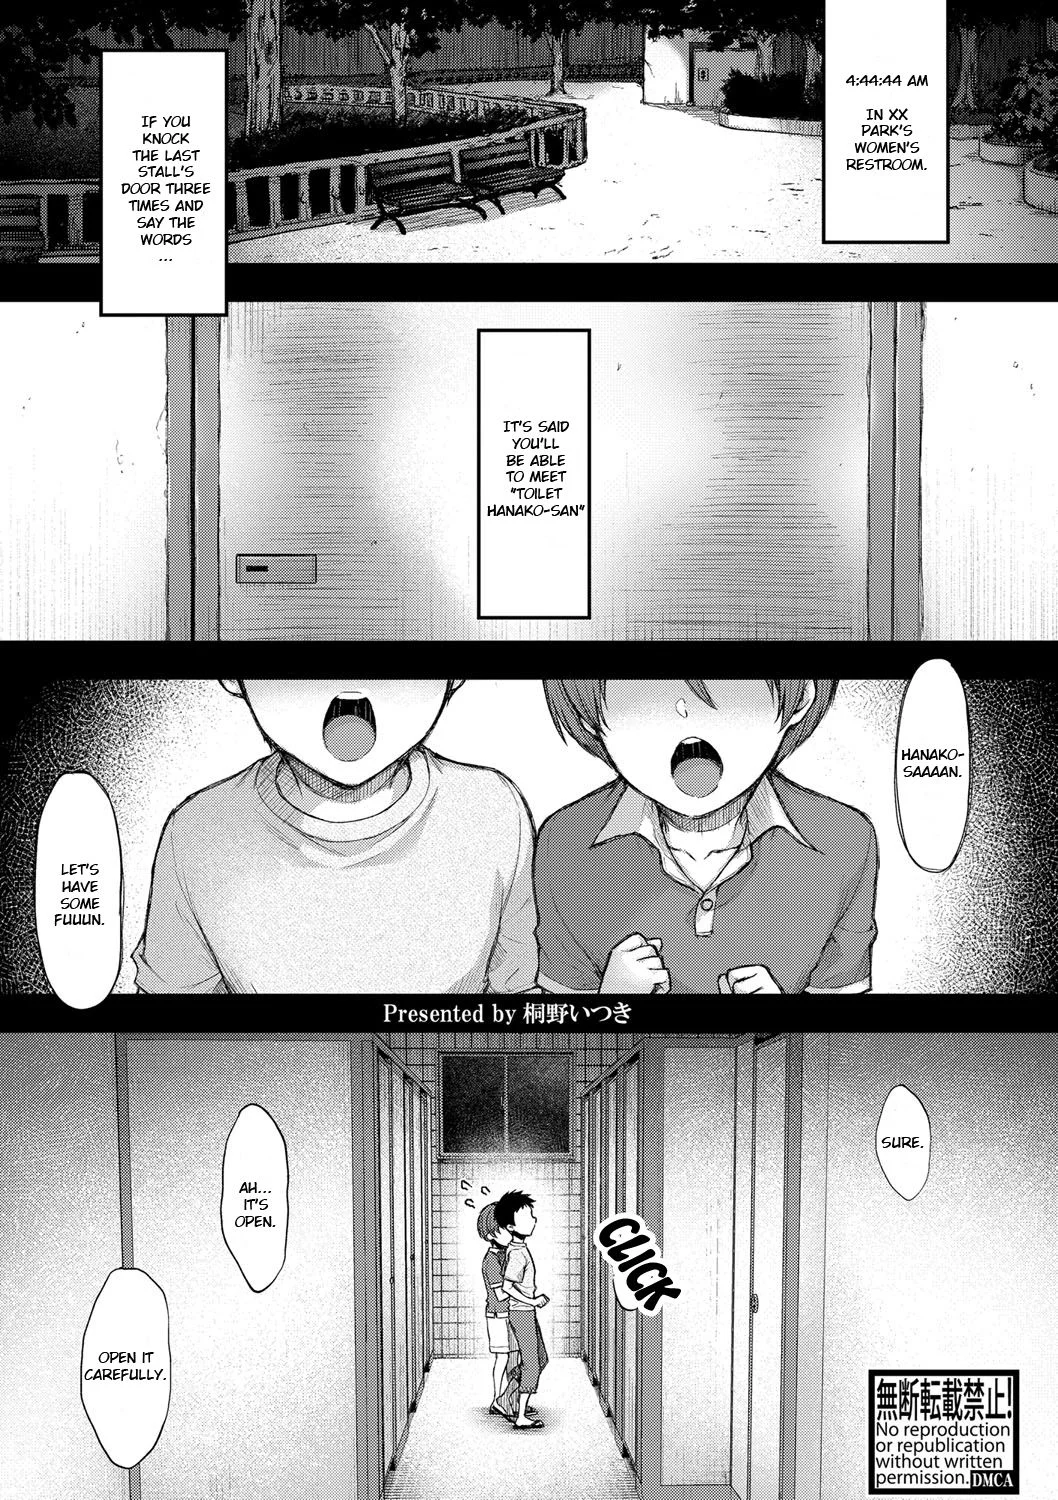 4:44:44 AM
IN XX
PARK'S
WOMEN'S
RESTROOM.
IF YOU
KNOCK
THE LAST
STALL'S
DOOR THREE
TIMES AND
SAY THE
WORDS
...
IT'S SAID
YOU'LL
BE ABLE
TO MEET
"TOILET
HANAKO-SAN"
HANAKO-
SAAAAN.
LET'S
HAVE
SOME
FUUUN.
Presented by 桐野いつき
SURE.
CLICK
AH...
IT'S
OPEN.
OPEN IT
CAREFULLY.
無断転載禁止!
No reproduction
or republication
without written
permission. DMCA